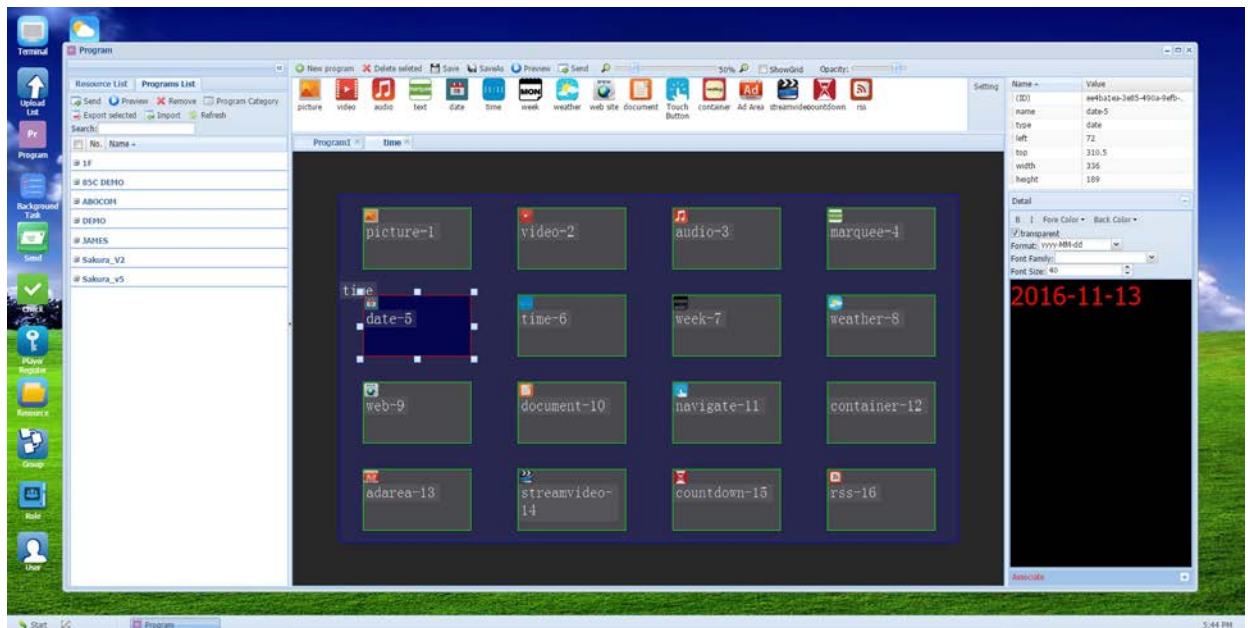 Terminal
Upload List
Pr
Program
Background Task
Send
Check
Player Register
Resource
Group
Role
User
Program
Resource List Programs List
Send Preview Remove Program Category
Export selected Import Refresh
Search:
No. Name
1F
85C DEMO
ABOCOM
DEMO
JAMES
Sakura_V2
Sakura_v5
New program Delete seleted Save SaveAs Preview Send 50% ShowGrid Opacity:
MON
Ad
picture video audio text date time week weather web site document Touch Button container Ad Area streamvideo countdown rss
Setting
Program1 time
picture-1 video-2 audio-3 marquee-4
time
date-5 time-6 week-7 weather-8
web-9 document-10 navigate-11 container-12
adarea-13 streamvideo-14 countdown-15 rss-16
Name Value
name date-5
type date
left 72
top 310.5
width 336
height 189
Detail
B I Fore Color Back Color
transparent
Format: yyyy-MM-dd
Font Family:
Font Size: 40
2016-11-13
Associate
Start Program 5:44 PM